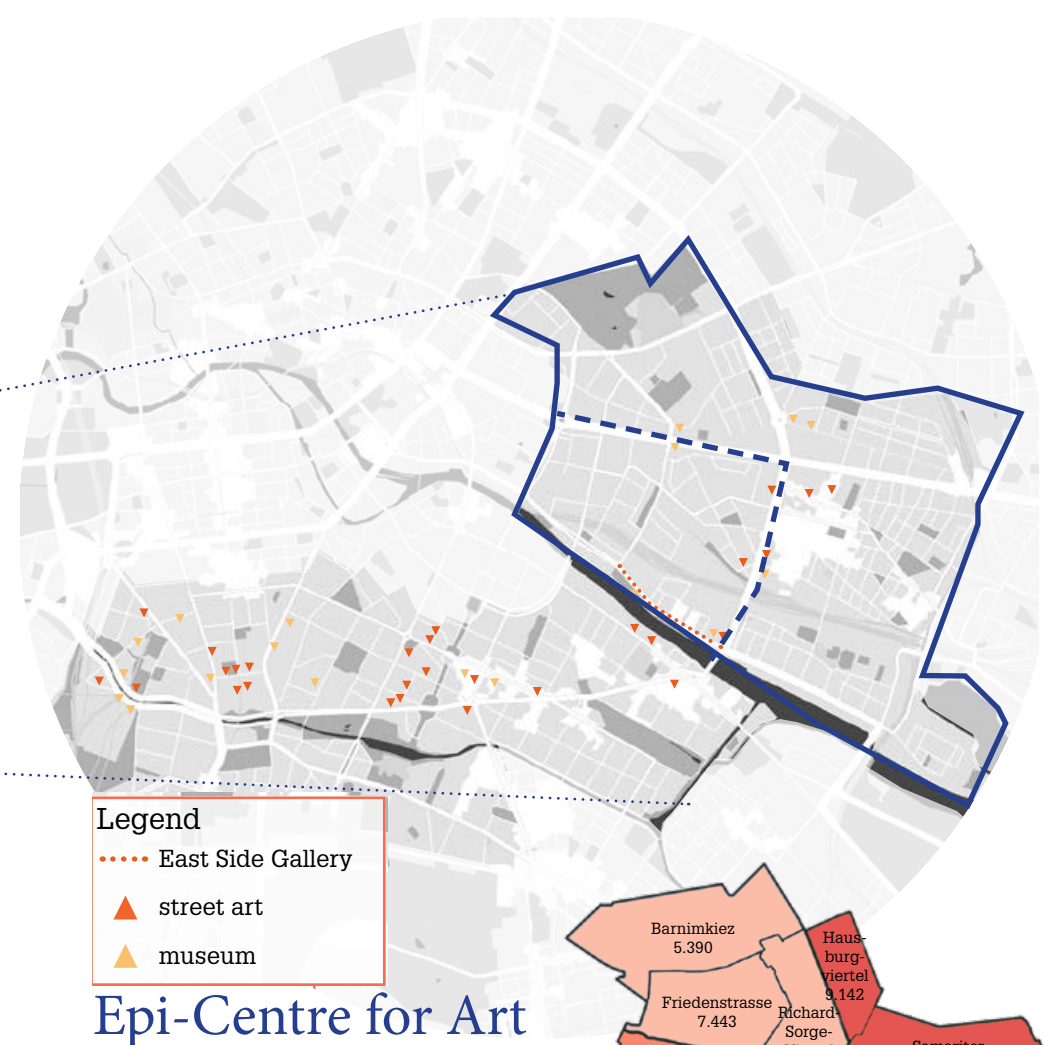 Legend
East Side Gallery
street art
museum
Epi-Centre for Art
Barnimkiez
5.390
Haus-
burg-
viertel
9.142
Friedenstrasse
7.443
Richard-
Sorge-